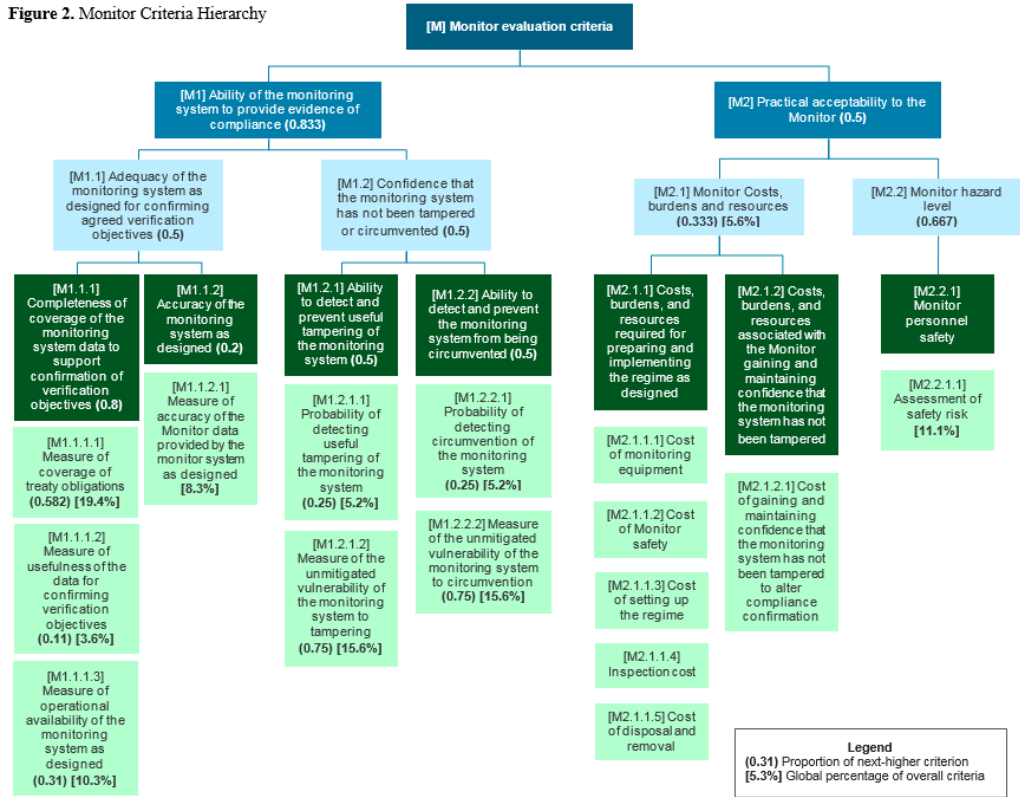 Figure 2. Monitor Criteria Hierarchy
[M] Monitor evaluation criteria
[M1] Ability of the monitoring
system to provide evidence of
compliance (0.833)
[M2] Practical acceptability to the
Monitor (0.5)
[M1.1] Adequacy of the
monitoring system as
designed for confirming
agreed verification
objectives (0.5)
[M1.2] Confidence that
the monitoring system
has not been tampered
or circumvented (0.5)
[M2.1] Monitor Costs,
burdens and resources
(0.333) [5.6%]
[M2.2] Monitor hazard
level
(0.667)
[M1.1.1]
Completeness of
coverage of the
monitoring
system data to
support
confirmation of
verification
objectives (0.8)
[M1.1.1.1]
Measure of
coverage of
treaty obligations
(0.582) [19.4%]
[M1.1.1.2]
Measure of
usefulness of the
data for
confirming
verification
objectives
(0.11) [3.6%]
[M1.1.1.3]
Measure of
operational
availability of the
monitoring
system as
designed
(0.31) [10.3%]
[M1.1.2]
Accuracy of the
monitoring
system as
designed (0.2)
[M1.1.2.1]
Measure of
accuracy of the
Monitor data
provided by the
monitor system
as designed
[8.3%]
[M1.2.1] Ability
to detect and
prevent useful
tampering of
the monitoring
system (0.5)
[M1.2.1.1]
Probability of
detecting
useful
tampering of
the monitoring
system
(0.25) [5.2%]
[M1.2.1.2]
Measure of the
unmitigated
vulnerability of
the monitoring
system to
tampering
(0.75) [15.6%]
[M1.2.2] Ability to
detect and prevent
the monitoring
system from being
circumvented (0.5)
[M1.2.2.1]
Probability of
detecting
circumvention of
the monitoring
system
(0.25) [5.2%]
[M1.2.2.2] Measure
of the unmitigated
vulnerability of the
monitoring system
to circumvention
(0.75) [15.6%]
[M2.1.1] Costs,
burdens, and
resources
required for
preparing and
implementing
the regime as
designed
[M2.1.1.1] Cost
of monitoring
equipment
[M2.1.1.2] Cost
of Monitor
safety
[M2.1.1.3] Cost
of setting up
the regime
[M2.1.1.4]
Inspection cost
[M2.1.1.5] Cost
of disposal and
removal
[M2.1.2] Costs,
burdens, and
resources
associated with
the Monitor
gaining and
maintaining
confidence that
the monitoring
system has not
been tampered
[M2.1.2.1] Cost
of gaining and
maintaining
confidence that
the monitoring
system has not
been tampered
to alter
compliance
confirmation
[M2.2.1]
Monitor
personnel
safety
[M2.2.1.1]
Assessment of
safety risk
[11.1%]
Legend
(0.31) Proportion of next-higher criterion
[5.3%] Global percentage of overall criteria